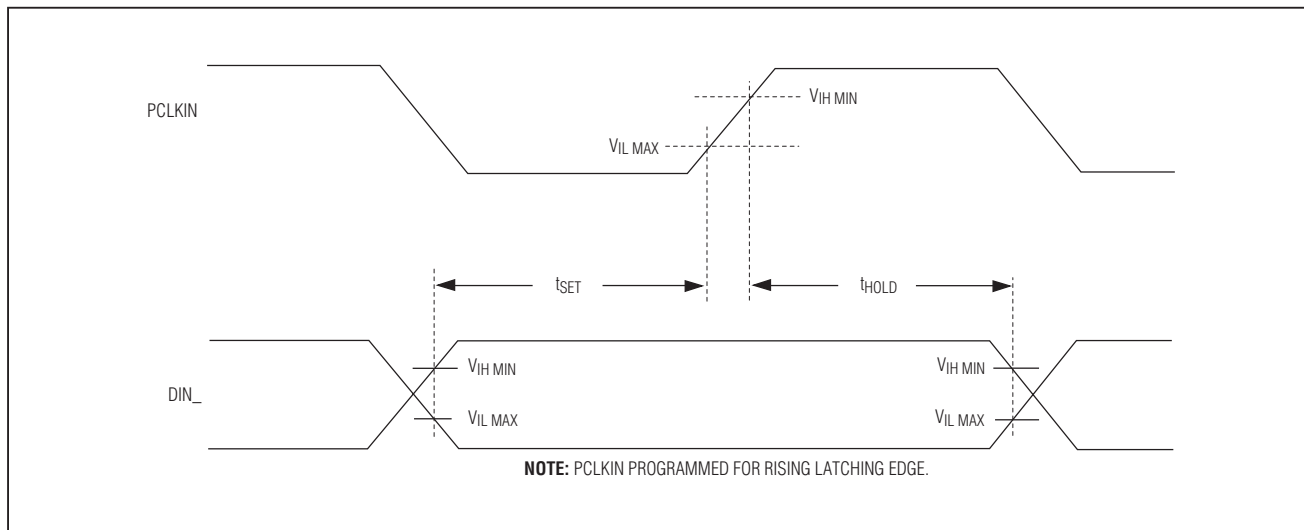 PCLKIN
VIH MIN
VIL MAX
tSET
tHOLD
VIH MIN
VIH MIN
DIN_
VIL MAX
VIL MAX
NOTE: PCLKIN PROGRAMMED FOR RISING LATCHING EDGE.